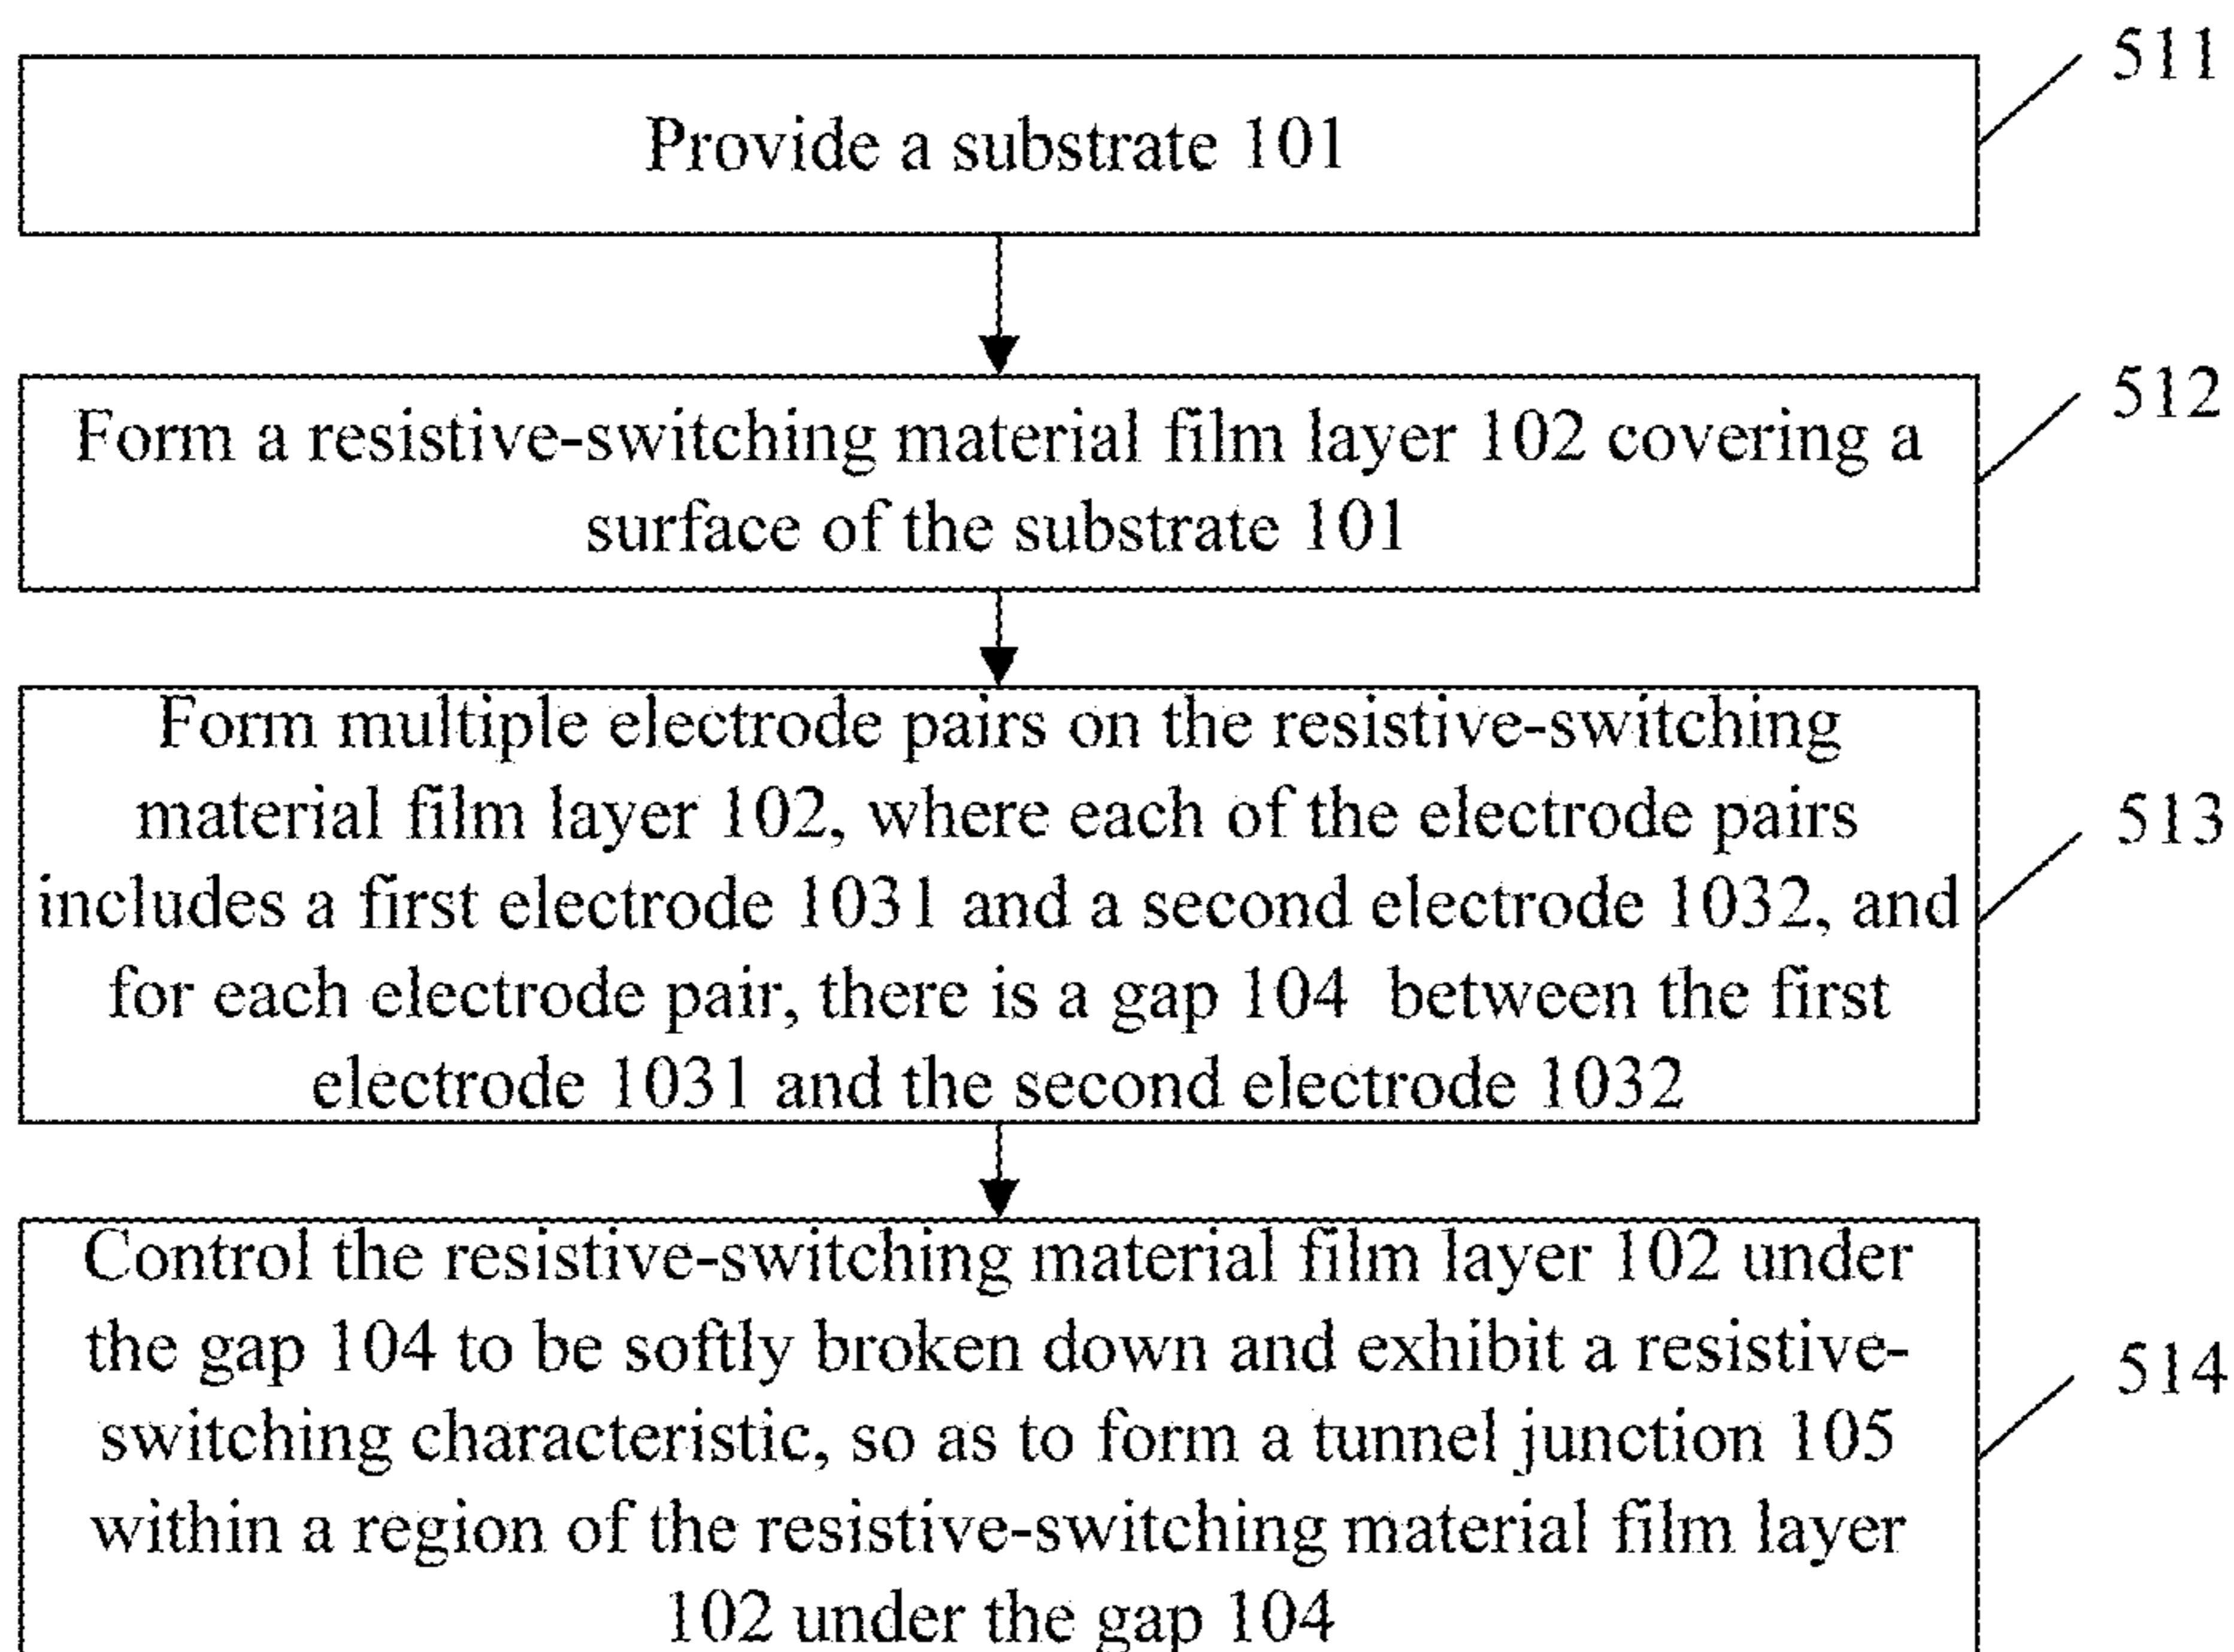 511
Provide a substrate 101
512
Form a resistive-switching material film layer 102 covering a
surface of the substrate 101
Form multiple electrode pairs on the resistive-switching
material film layer 102, where each of the electrode pairs
513
includes a first electrode 1031 and a second electrode 1032, and
for each electrode pair, there is a gap 104 between the first
electrode 1031 and the second electrode 1032
Control the resistive-switching material film layer 102 under
the gap 104 to be softly broken down and exhibit a resistive-
514
switching characteristic, so as to form a tunnel junction 105
within a region of the resistive-switching material film layer
102 under the gap 104